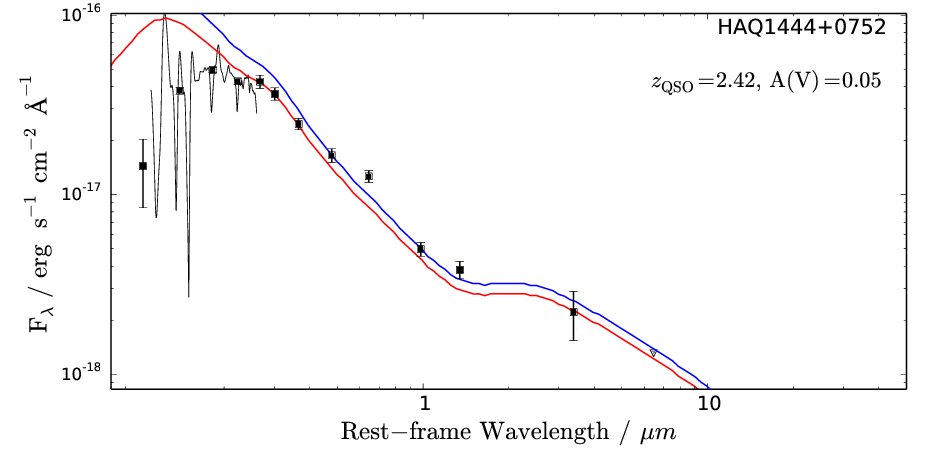 10⁻¹⁶
HAQ1444+0752
z_QSO=2.42, A(V)=0.05
F_λ / erg s⁻¹ cm⁻² Å⁻¹
10⁻¹⁷
10⁻¹⁸
1 10
Rest−frame Wavelength / μm